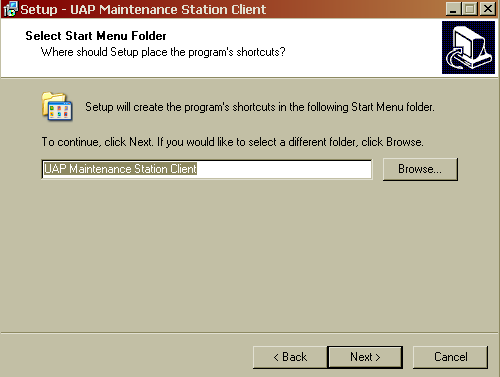 Setup - UAP Maintenance Station Client
Select Start Menu Folder
Where should Setup place the program's shortcuts?
Setup will create the program's shortcuts in the following Start Menu folder.
To continue, click Next. If you would like to select a different folder, click Browse.
UAP Maintenance Station Client
Browse...
< Back
Next >
Cancel